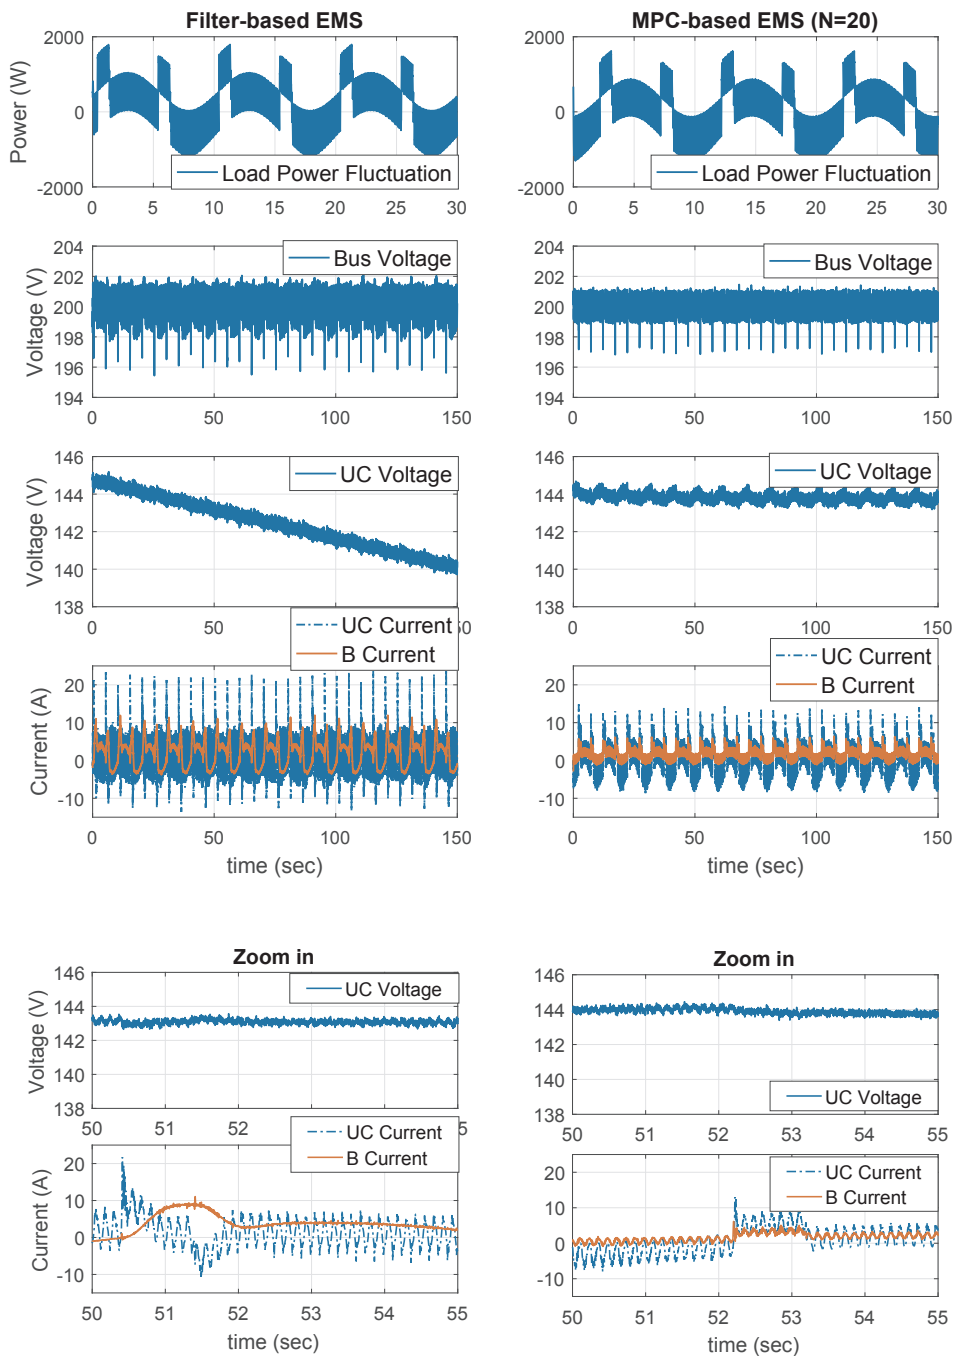 Filter-based EMS
MPC-based EMS (N=20)
Power (W)
2000
0
-2000
Load Power Fluctuation
0 5 10 15 20 25 30
2000
0
-2000
Load Power Fluctuation
0 5 10 15 20 25 30
Voltage (V)
204
202
200
198
196
194
Bus Voltage
0 50 100 150
204
202
200
198
196
194
Bus Voltage
0 50 100 150
Voltage (V)
146
144
142
140
138
UC Voltage
0 50
146
144
142
140
138
UC Voltage
0 50 100 150
Current (A)
20
10
0
-10
UC Current
B Current
0 50 100 150
time (sec)
20
10
0
-10
UC Current
B Current
0 50 100 150
time (sec)
Zoom in
Voltage (V)
146
144
142
140
138
UC Voltage
50 51 52
Zoom in
146
144
142
140
138
UC Voltage
50 51 52 53 54 55
Current (A)
20
10
0
-10
UC Current
B Current
50 51 52 53 54 55
time (sec)
20
10
0
-10
UC Current
B Current
50 51 52 53 54 55
time (sec)